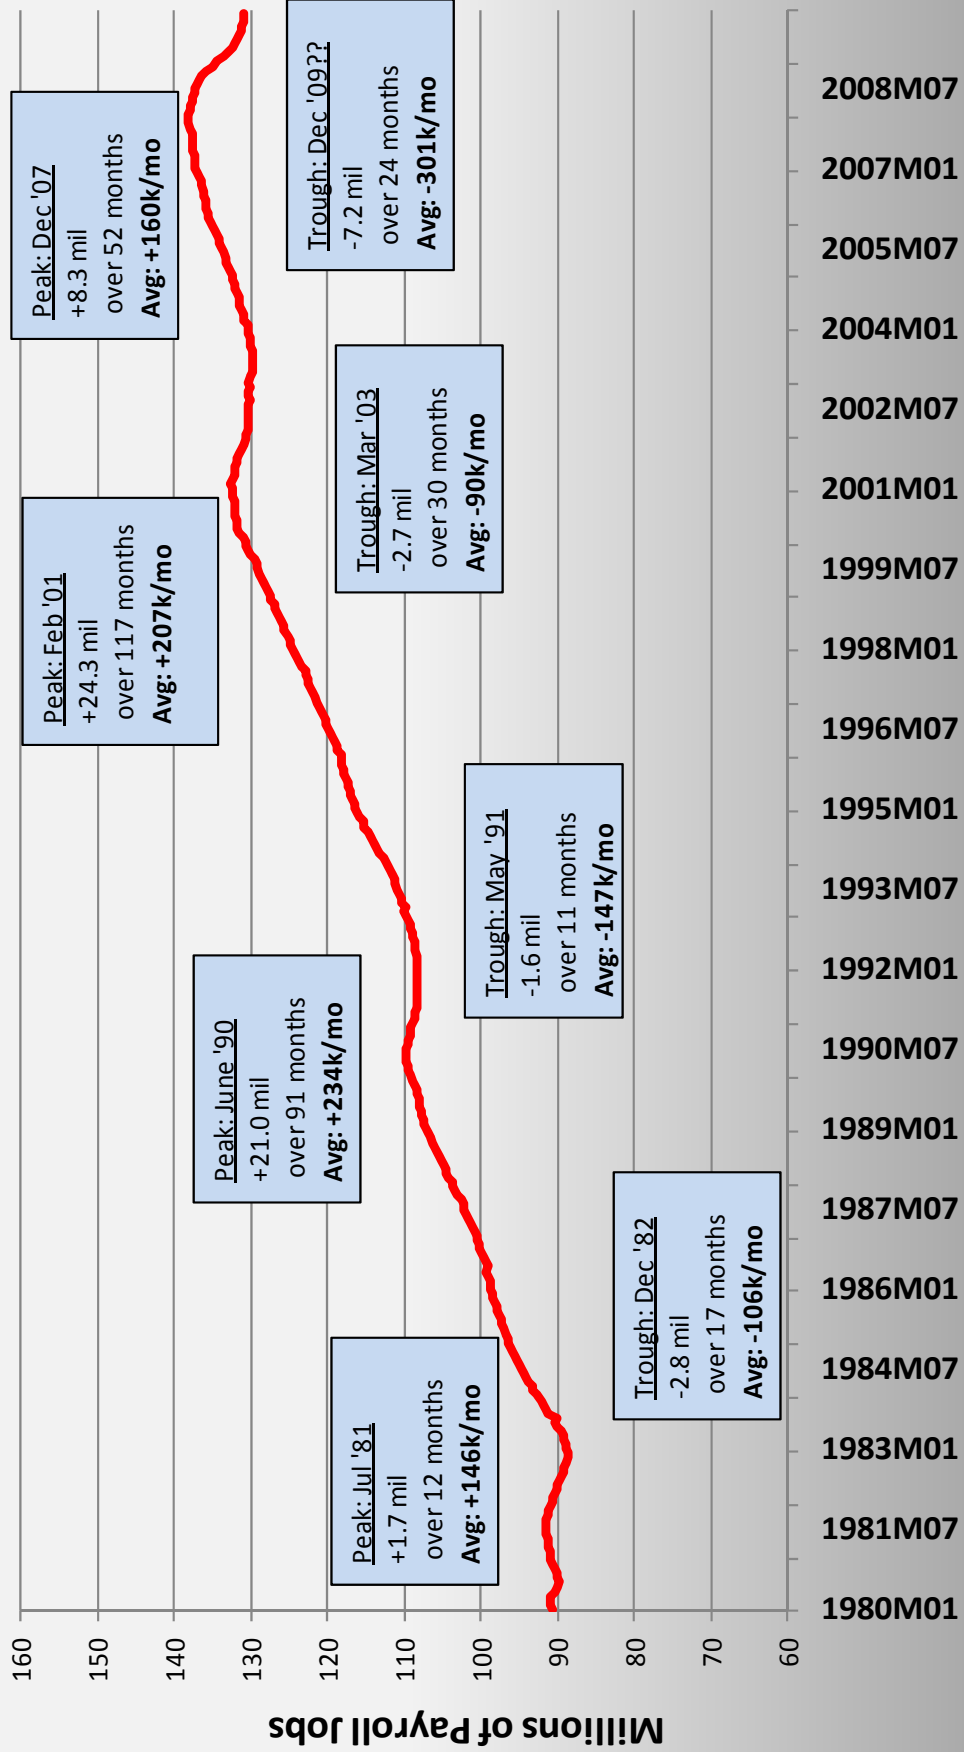 Millions of Payroll Jobs
160
150
140
130
120
110
100
90
80
70
60
Peak: Jul '81
+1.7 mil
over 12 months
Avg: +146k/mo
Trough: Dec '82
-2.8 mil
over 17 months
Avg: -106k/mo
Peak: June '90
+21.0 mil
over 91 months
Avg: +234k/mo
Trough: May '91
-1.6 mil
over 11 months
Avg: -147k/mo
Peak: Feb '01
+24.3 mil
over 117 months
Avg: +207k/mo
Trough: Mar '03
-2.7 mil
over 30 months
Avg: -90k/mo
Peak: Dec '07
+8.3 mil
over 52 months
Avg: +160k/mo
Trough: Dec '09??
-7.2 mil
over 24 months
Avg: -301k/mo
1980M01
1981M07
1983M01
1984M07
1986M01
1987M07
1989M01
1990M07
1992M01
1993M07
1995M01
1996M07
1998M01
1999M07
2001M01
2002M07
2004M01
2005M07
2007M01
2008M07